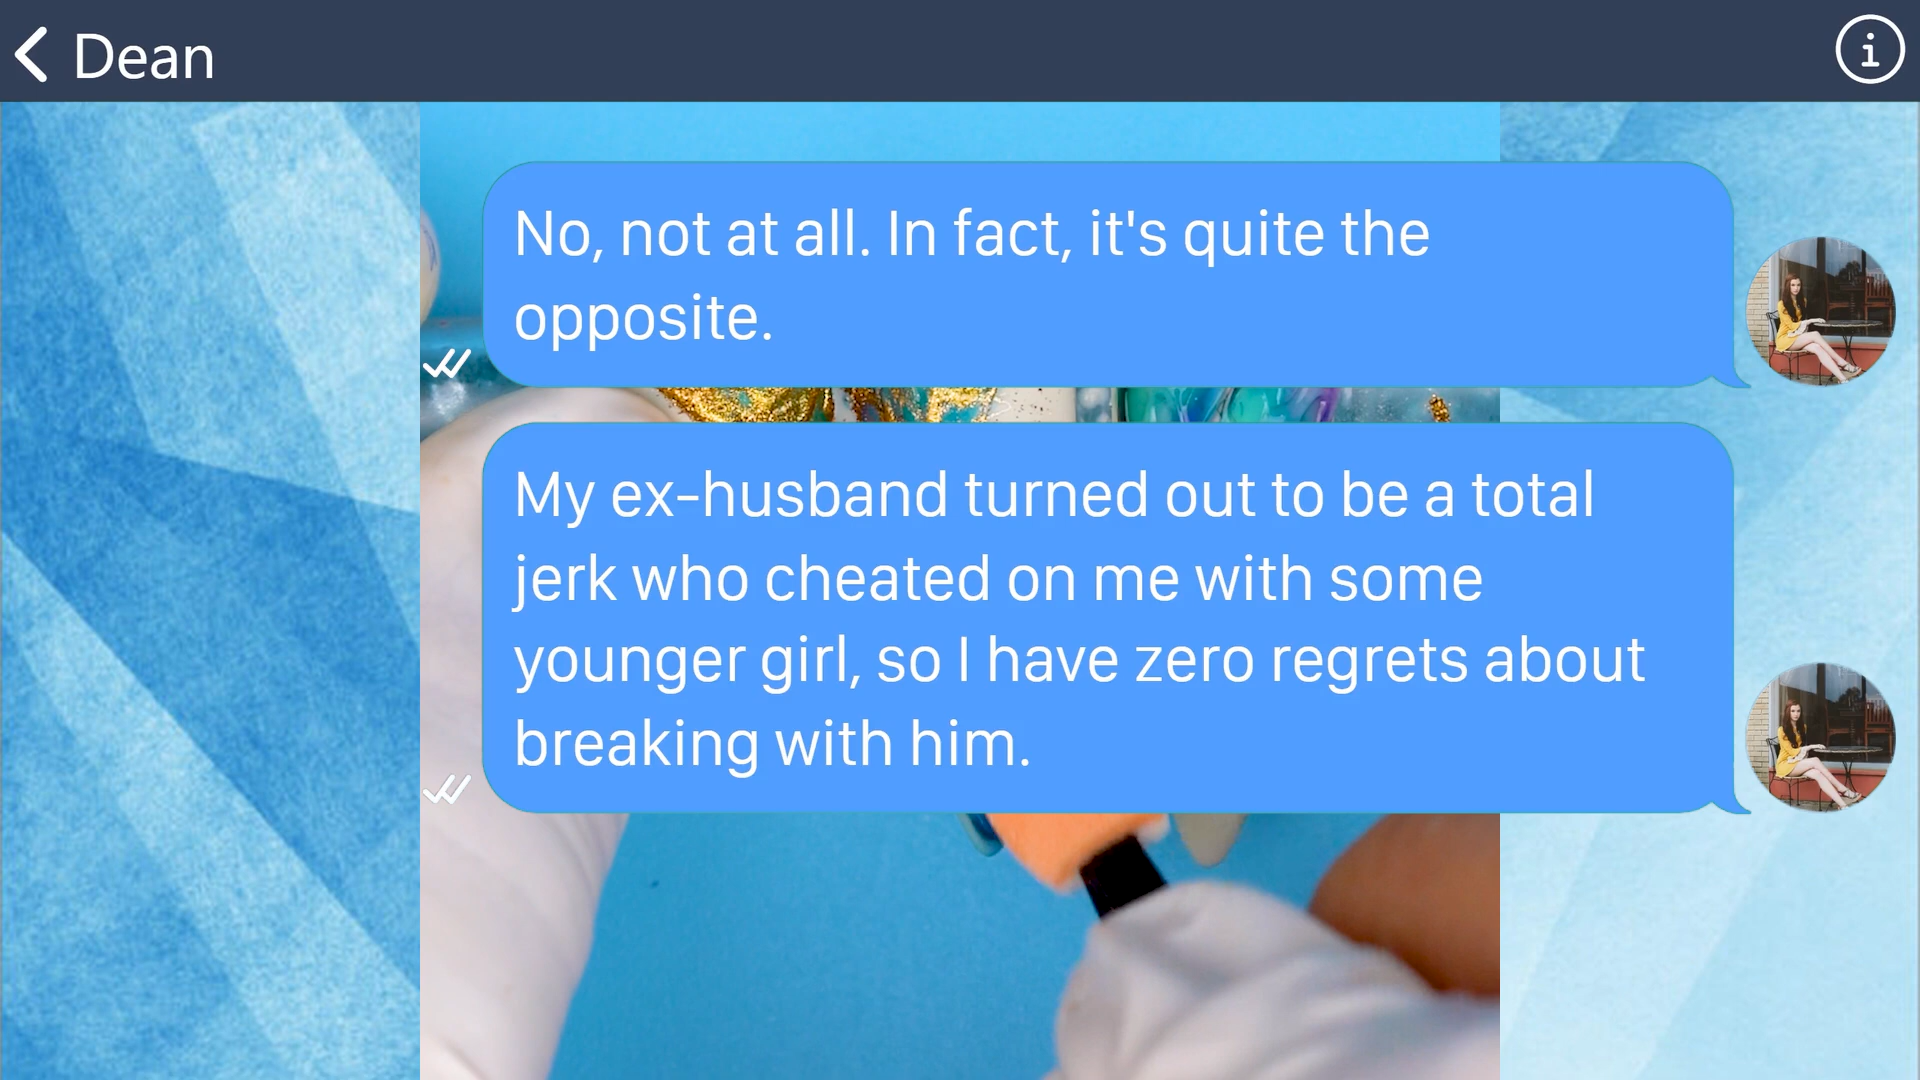 Dean
No, not at all. In fact, it's quite the
opposite.
My ex-husband turned out to be a total
jerk who cheated on me with some
younger girl, so I have zero regrets about
breaking with him.